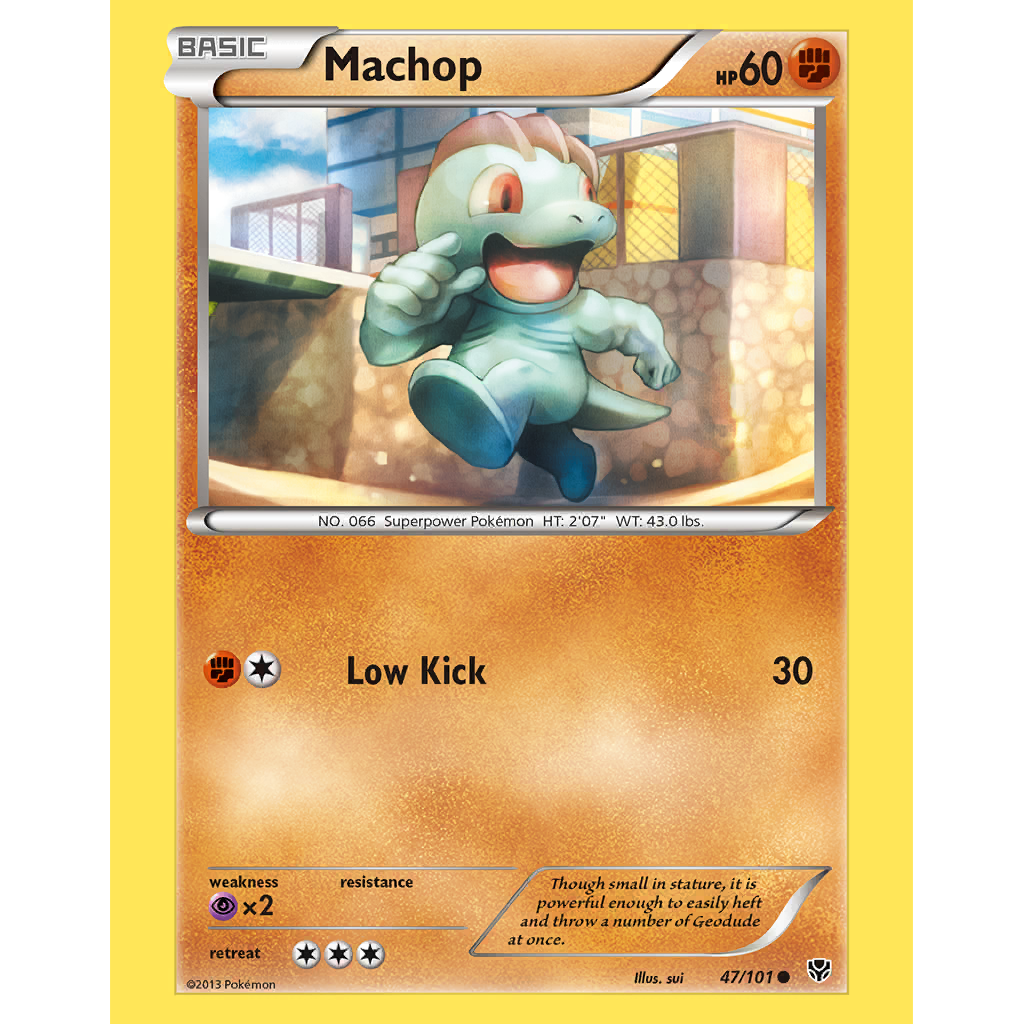 BASIC
Machop
HP60
NO. 066 Superpower Pokémon HT: 2'07" WT: 43.0 lbs.
Low Kick 30
weakness resistance
×2
retreat
Though small in stature, it is
powerful enough to easily heft
and throw a number of Geodude
at once.
Illus. sui 47/101
©2013 Pokémon